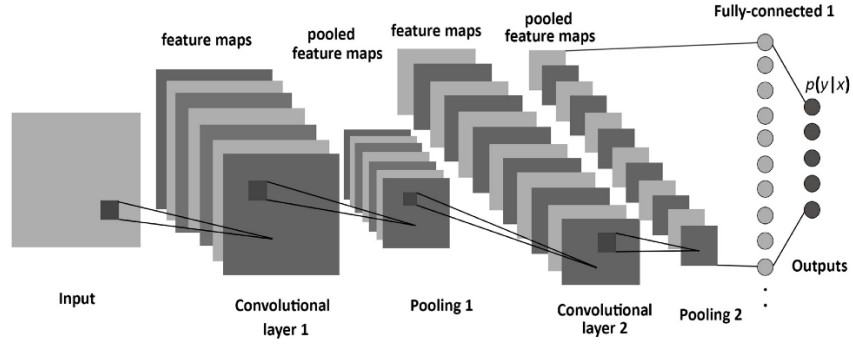 Fully-connected 1
feature maps
pooled
feature maps
feature maps
pooled
feature maps
p(y|x)
Input
Convolutional
layer 1
Pooling 1
Convolutional
layer 2
Pooling 2
Outputs